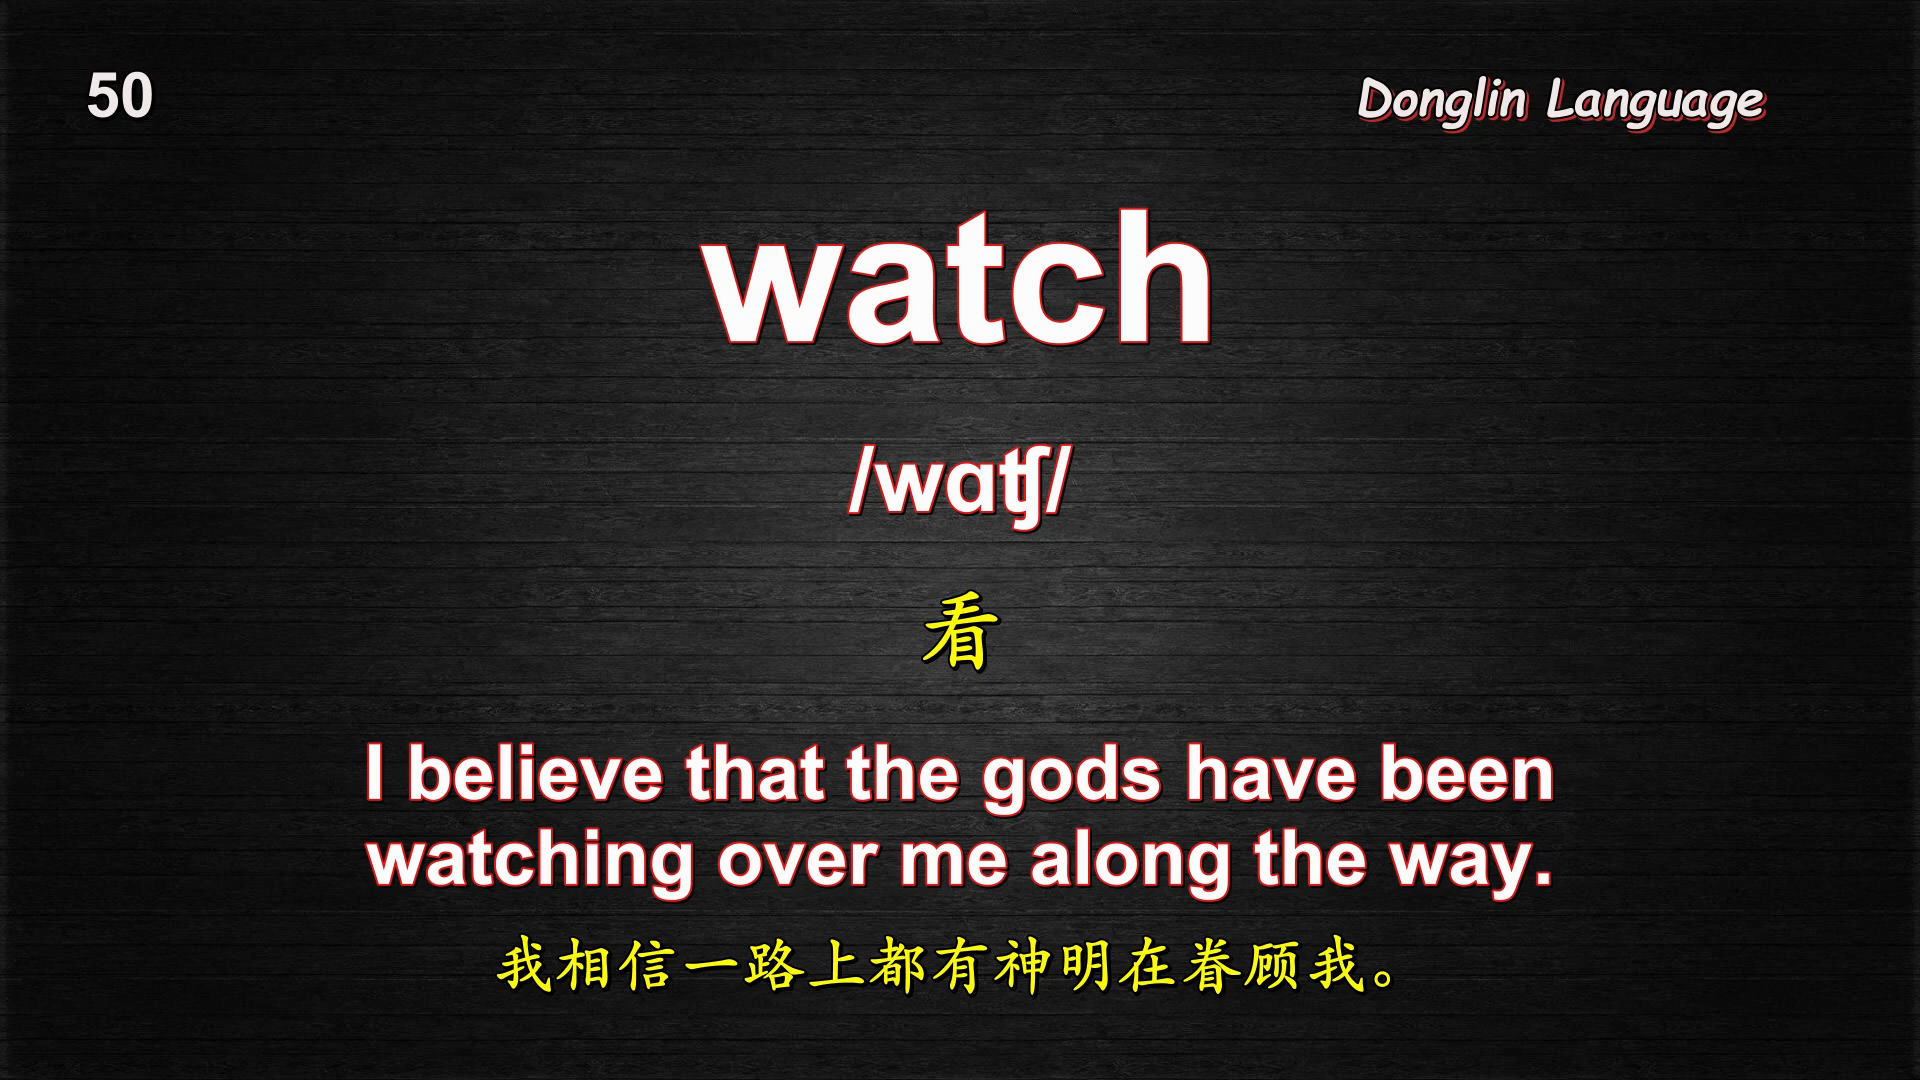 50
Donglin Language
watch
/wɑʧ/
看
I believe that the gods have been
watching over me along the way.
我相信一路上都有神明在眷顾我。